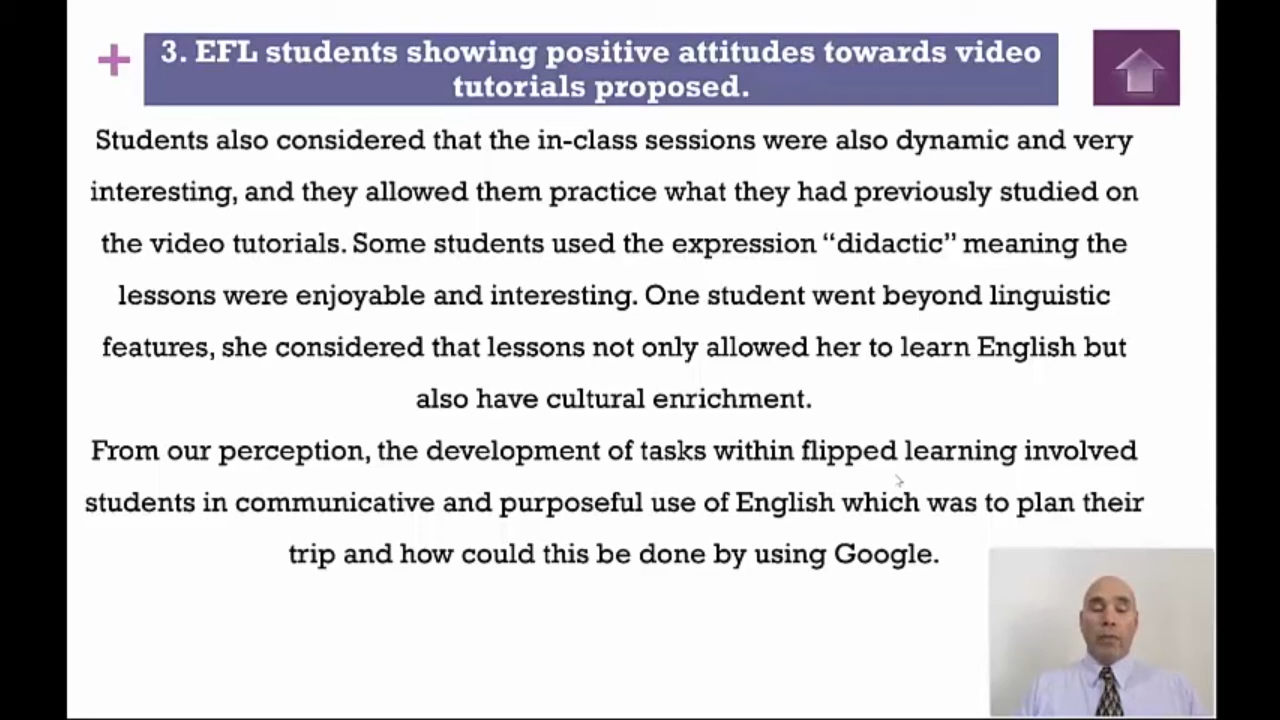 3. EFL students showing positive attitudes towards video
tutorials proposed.
Students also considered that the in-class sessions were also dynamic and very
interesting, and they allowed them practice what they had previously studied on
the video tutorials. Some students used the expression “didactic” meaning the
lessons were enjoyable and interesting. One student went beyond linguistic
features, she considered that lessons not only allowed her to learn English but
also have cultural enrichment.
From our perception, the development of tasks within flipped learning involved
students in communicative and purposeful use of English which was to plan their
trip and how could this be done by using Google.